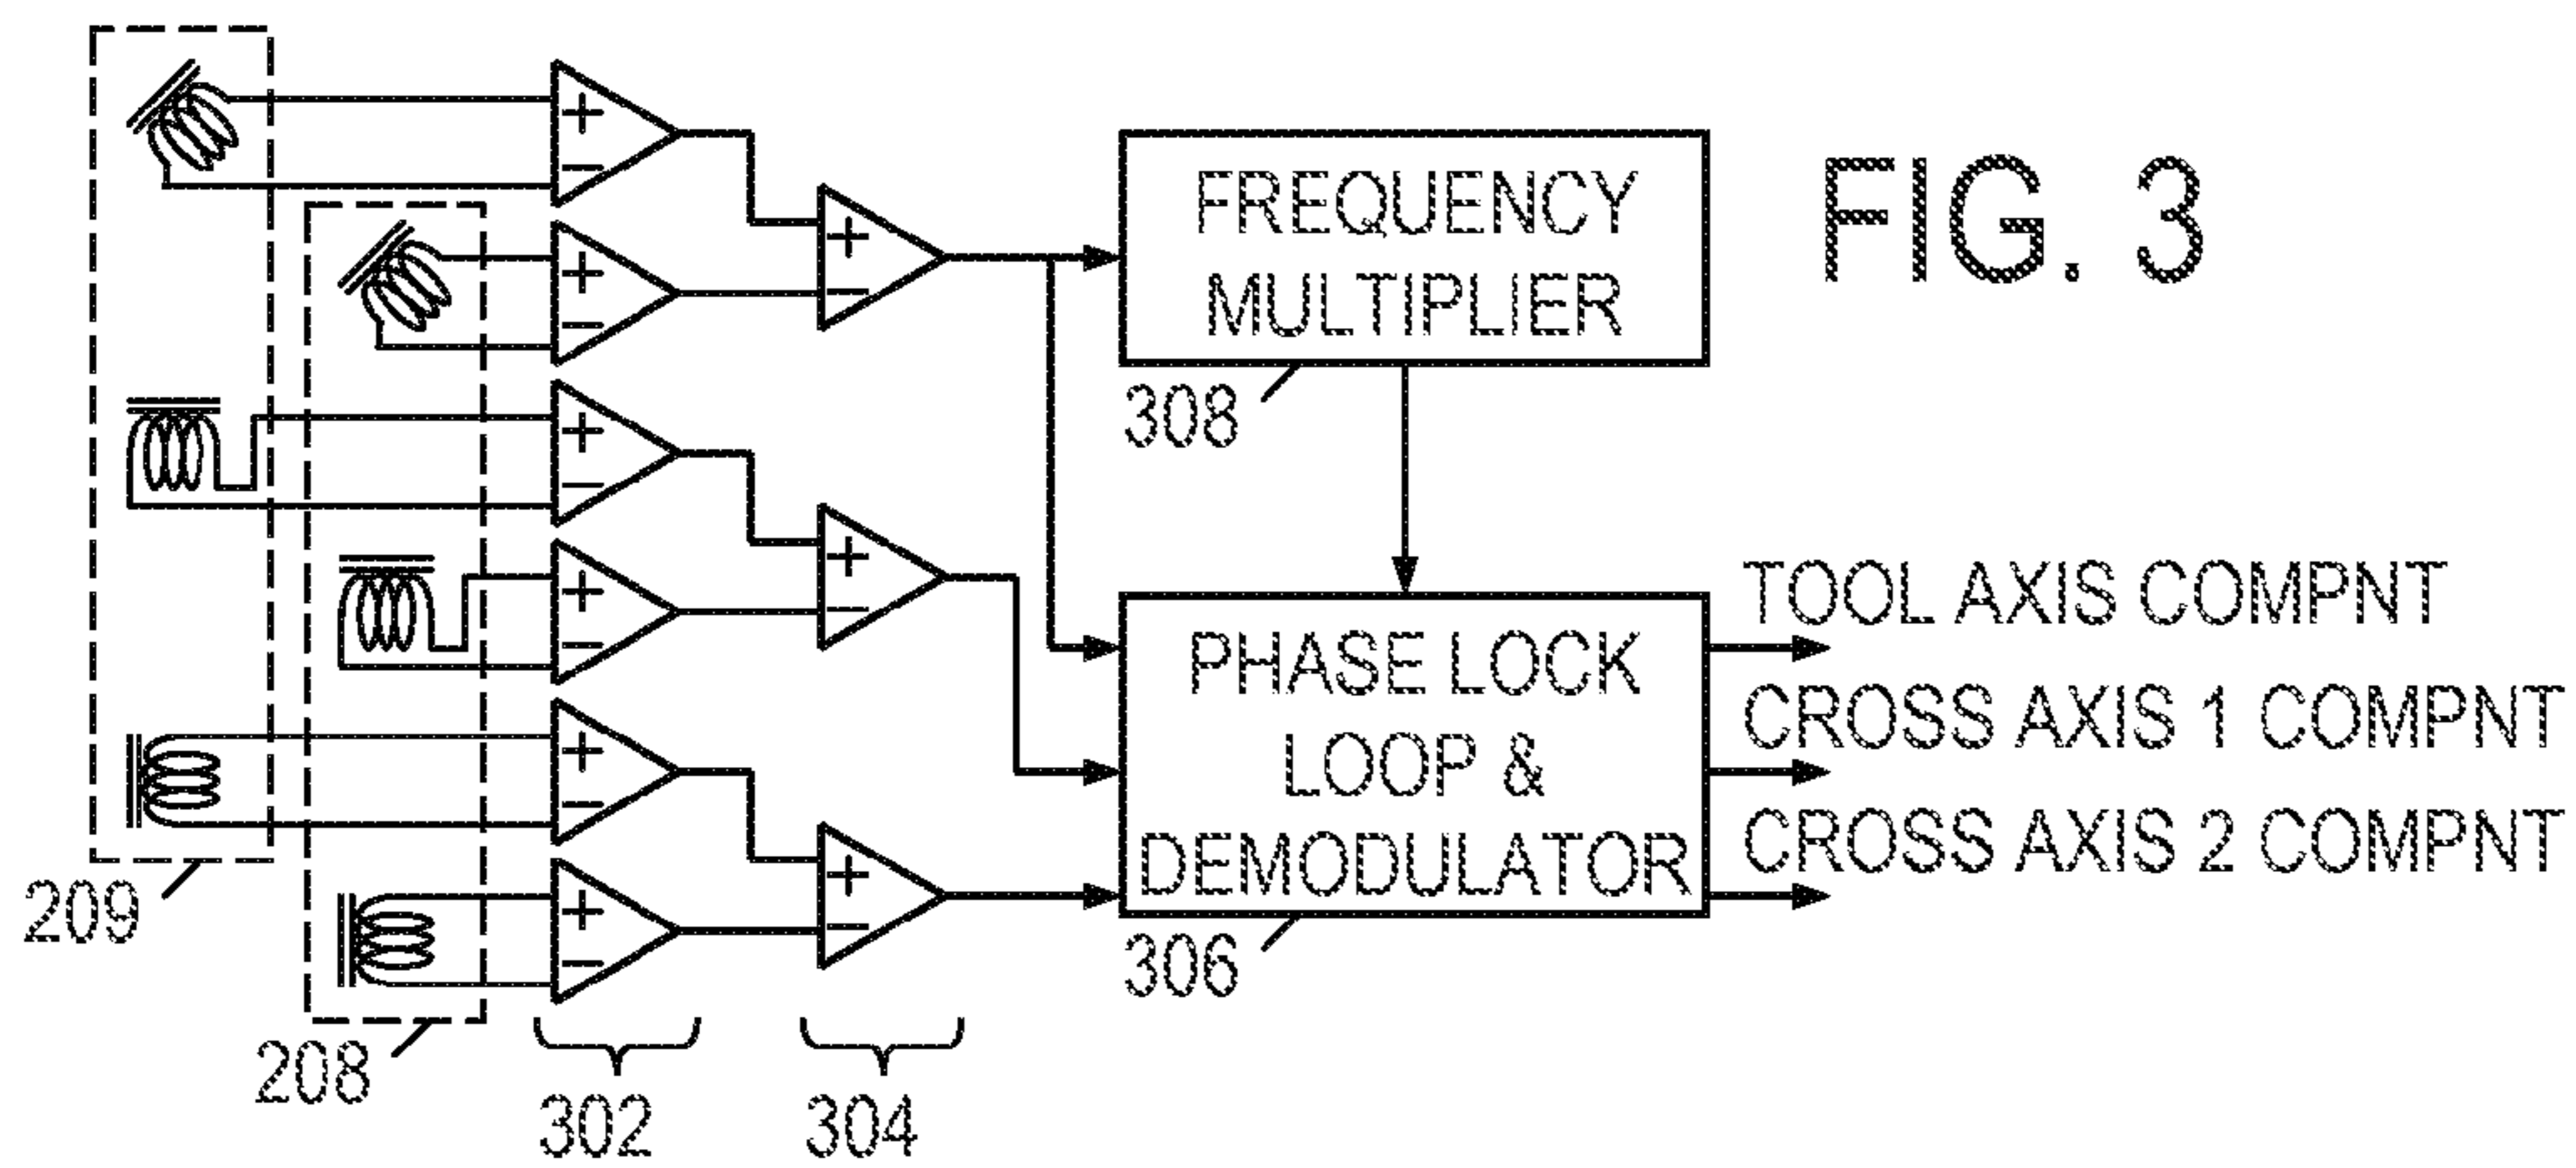 FIG. 3
+
−
+
−
+
−
FREQUENCY
MULTIPLIER
308
+
−
+
−
+
−
TOOL AXIS COMPNT
PHASE LOCK
CROSS AXIS 1 COMPNT
LOOP &
CROSS AXIS 2 COMPNT
DEMODULATOR
+
−
+
−
+
−
209
306
208
302
304